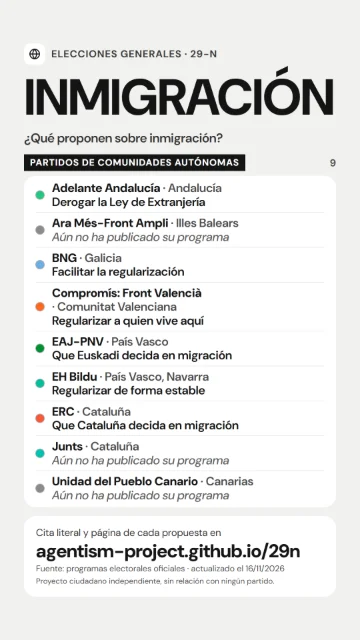 ELECCIONES GENERALES · 29-N
INMIGRACIÓN
¿Qué proponen sobre inmigración?
PARTIDOS DE COMUNIDADES AUTÓNOMAS 9
Adelante Andalucía · Andalucía
Derogar la Ley de Extranjería
Ara Més-Front Ampli · Illes Balears
Aún no ha publicado su programa
BNG · Galicia
Facilitar la regularización
Compromís: Front Valencià
· Comunitat Valenciana
Regularizar a quien vive aquí
EAJ-PNV · País Vasco
Que Euskadi decida en migración
EH Bildu · País Vasco, Navarra
Regularizar de forma estable
ERC · Cataluña
Que Cataluña decida en migración
Junts · Cataluña
Aún no ha publicado su programa
Unidad del Pueblo Canario · Canarias
Aún no ha publicado su programa
Cita literal y página de cada propuesta en
agentism-project.github.io/29n
Fuente: programas electorales oficiales · actualizado el 16/11/2026
Proyecto ciudadano independiente, sin relación con ningún partido.